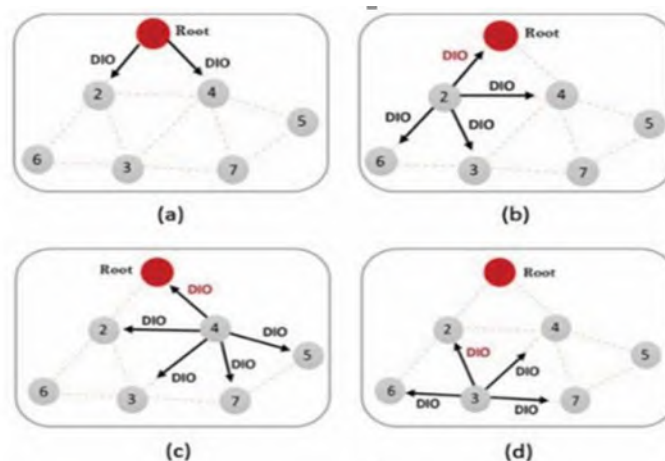 Root
DIO DIO
2 4
5
6 3 7
(a)
Root
DIO
2 DIO 4
DIO DIO
5
6 3 7
(b)
Root
DIO
2 DIO 4 DIO
DIO DIO 5
6 3 7
(c)
Root
2 4
DIO DIO 5
6 DIO 3 DIO 7
(d)